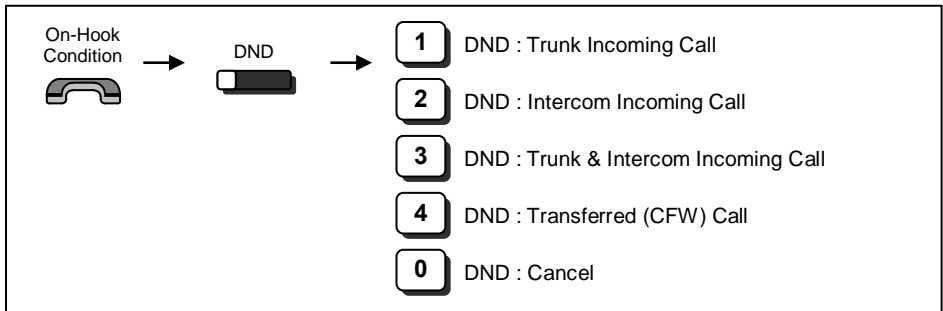 On-Hook
Condition
DND
1 DND : Trunk Incoming Call
2 DND : Intercom Incoming Call
3 DND : Trunk & Intercom Incoming Call
4 DND : Transferred (CFW) Call
0 DND : Cancel